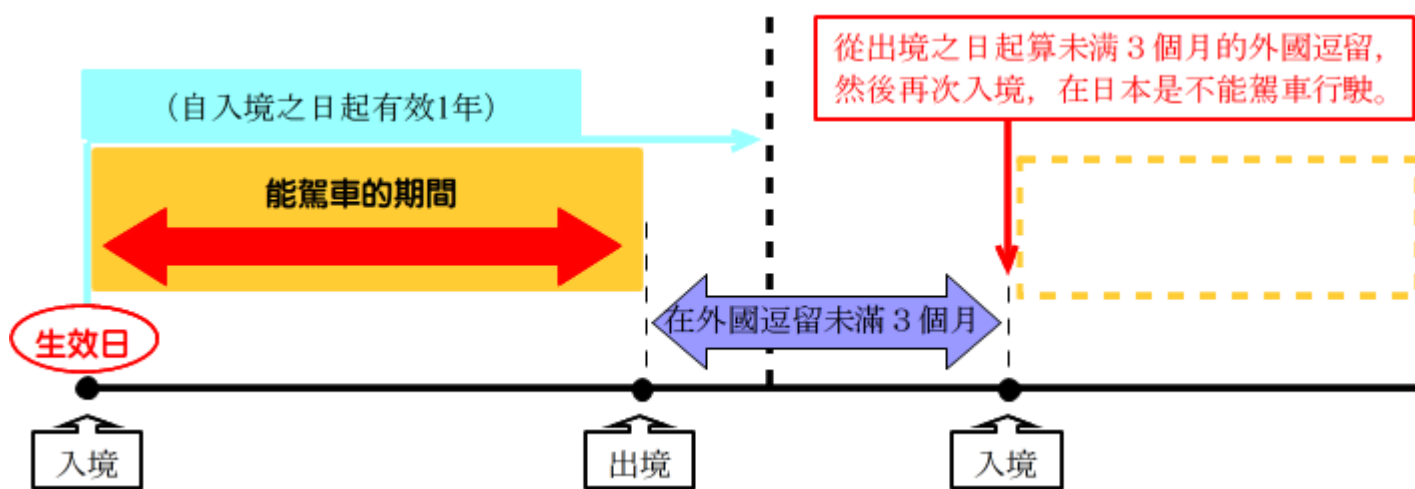 從出境之日起算未满３個月的外國逗留，
然後再次入境，在日本是不能駕車行駛。
（自入境之日起有效1年）
能駕車的期間
在外國逗留未滿３個月
生效日
入境
出境
入境